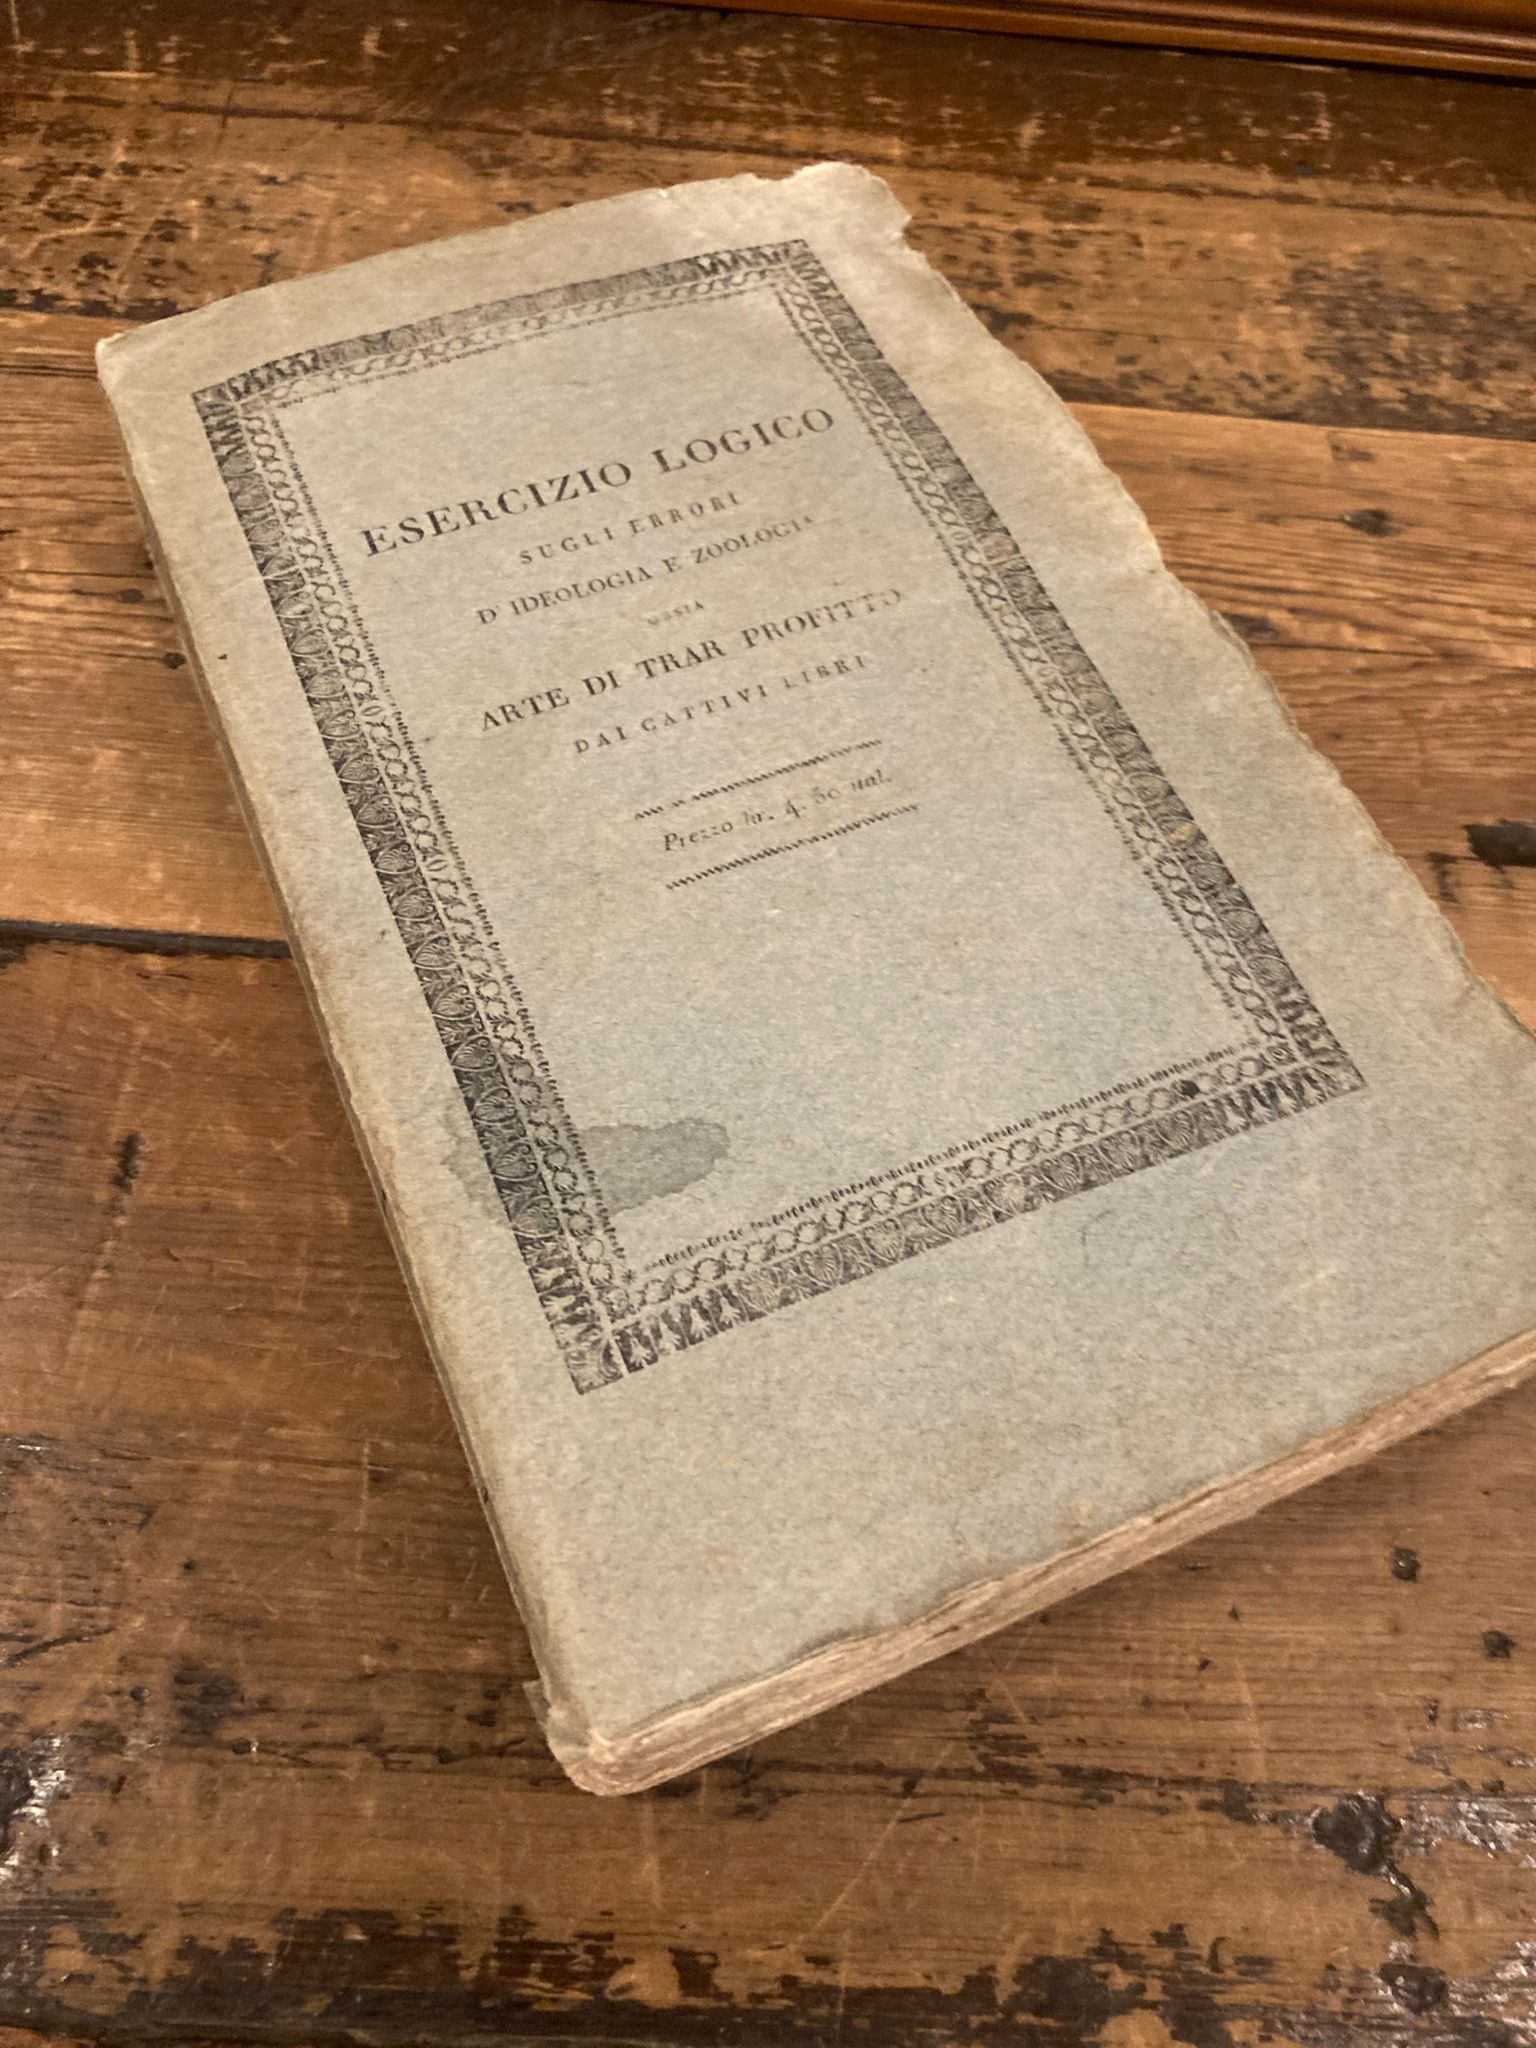 ESERCIZIO LOGICO
SUGLI ERRORI
D' IDEOLOGIA E ZOOLOGIA
OSSIA
ARTE DI TRAR PROFITTO
DAI CATTIVI LIBRI
Prezzo lir. 4. 50 ital.